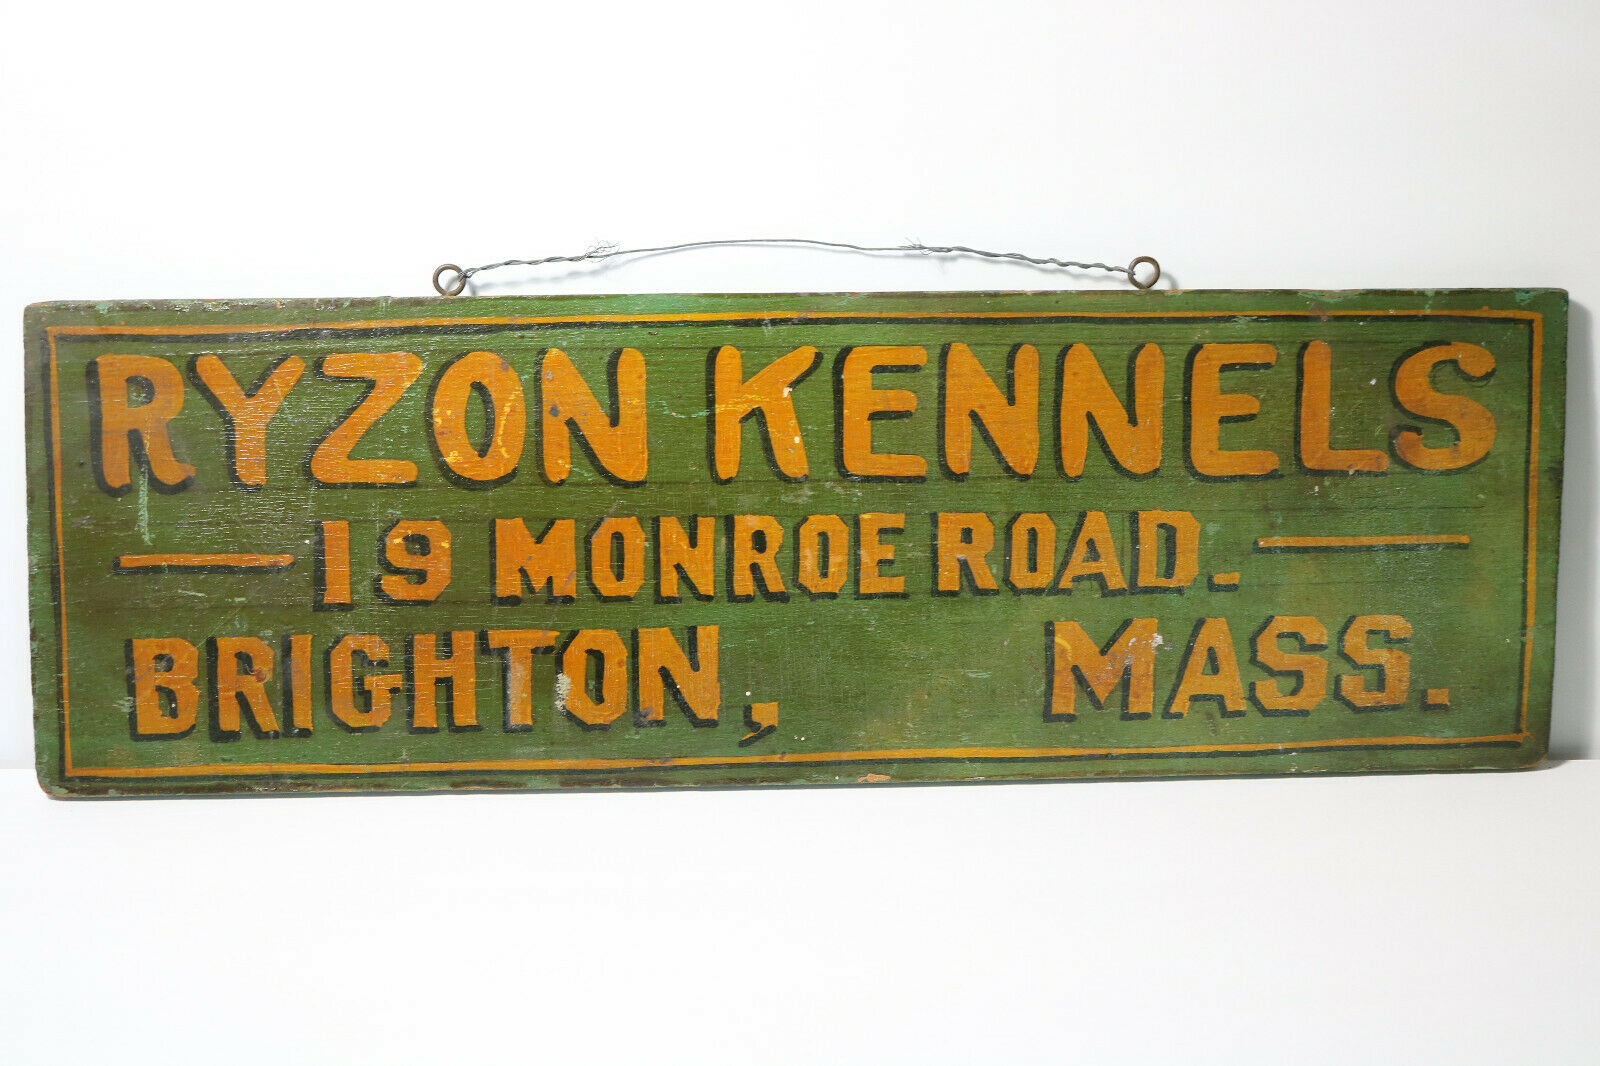 RYZON KENNELS
— 19 MONROE ROAD. —
BRIGHTON, MASS.